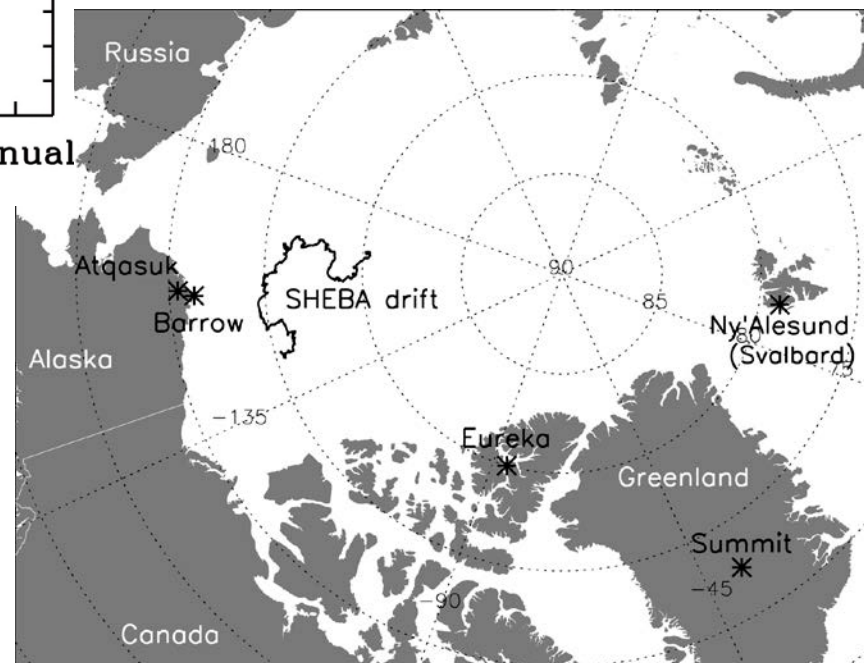 Russia
nual
180
Atqasuk
SHEBA drift
90
85
Barrow
Ny'Alesund
80
(Svalbard)
75
Alaska
-135
Eureka
Greenland
Summit
-45
-90
Canada